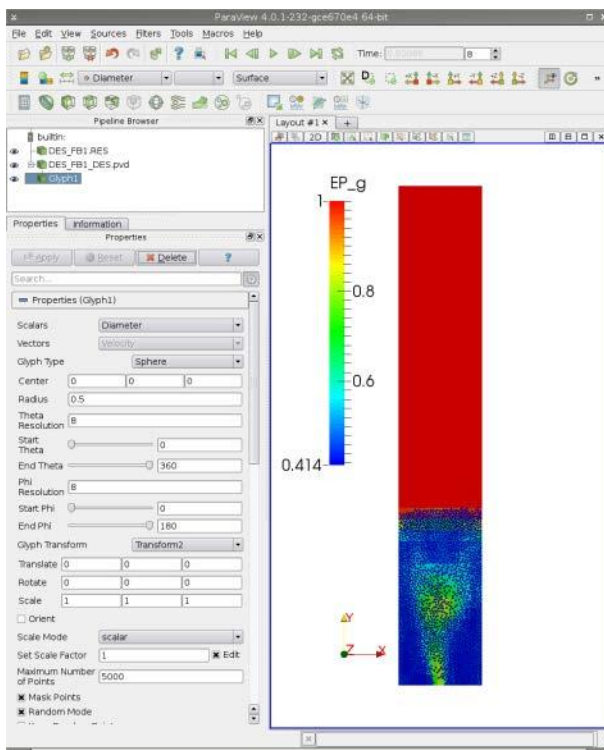 ParaView 4.0.1-232-gce670e4 64-bit
File Edit View Sources Filters Tools Macros Help
Time: 8
Diameter Surface
Pipeline Browser
Layout #1 +
builtin:
2D
DES_FB1.RES
DES_FB1_DES.pvd
Glyph1
Properties Information
Properties
Apply Reset Delete ?
Search...
Properties (Glyph1)
Scalars Diameter
Vectors Velocity
Glyph Type Sphere
Center 0 0 0
Radius 0.5
Theta Resolution 8
Start Theta 0
End Theta 360
Phi Resolution 8
Start Phi 0
End Phi 180
Glyph Transform Transform2
Translate 0 0 0
Rotate 0 0 0
Scale 1 1 1
Orient
Scale Mode scalar
Set Scale Factor 1 Edit
Maximum Number of Points 5000
Mask Points
Random Mode
EP_g
1
0.8
0.6
0.414
Y
Z X